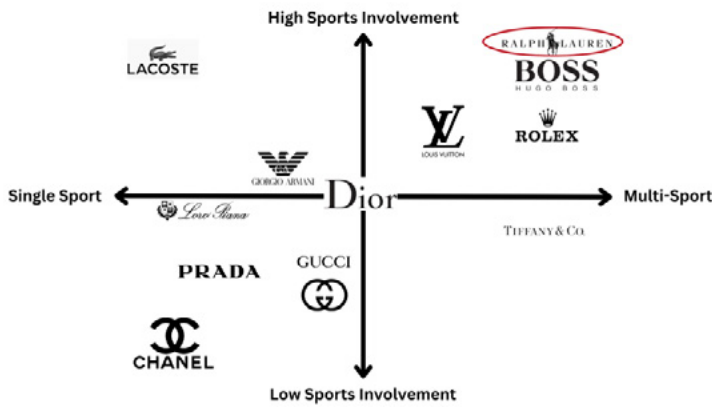 High Sports Involvement
LACOSTE
RALPH LAUREN
BOSS
HUGO BOSS
LV
LOUIS VUITTON
ROLEX
GIORGIO ARMANI
Single Sport
Dior
Multi-Sport
Loro Piana
TIFFANY & CO.
GUCCI
PRADA
CHANEL
Low Sports Involvement